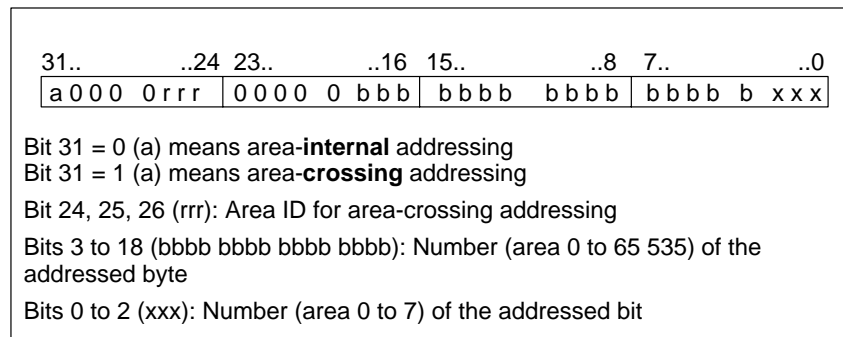 31.. ..24 23.. ..16 15.. ..8 7.. ..0
a 0 0 0 0 r r r 0 0 0 0 0 b b b b b b b b b b b b b b b b x x x
Bit 31 = 0 (a) means area-internal addressing
Bit 31 = 1 (a) means area-crossing addressing
Bit 24, 25, 26 (rrr): Area ID for area-crossing addressing
Bits 3 to 18 (bbbb bbbb bbbb bbbb): Number (area 0 to 65 535) of the
addressed byte
Bits 0 to 2 (xxx): Number (area 0 to 7) of the addressed bit